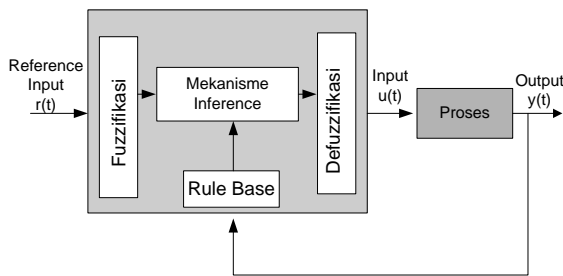 Reference
Input
r(t)
Fuzzifikasi
Mekanisme
Inference
Rule Base
Defuzzifikasi
Input
u(t)
Proses
Output
y(t)